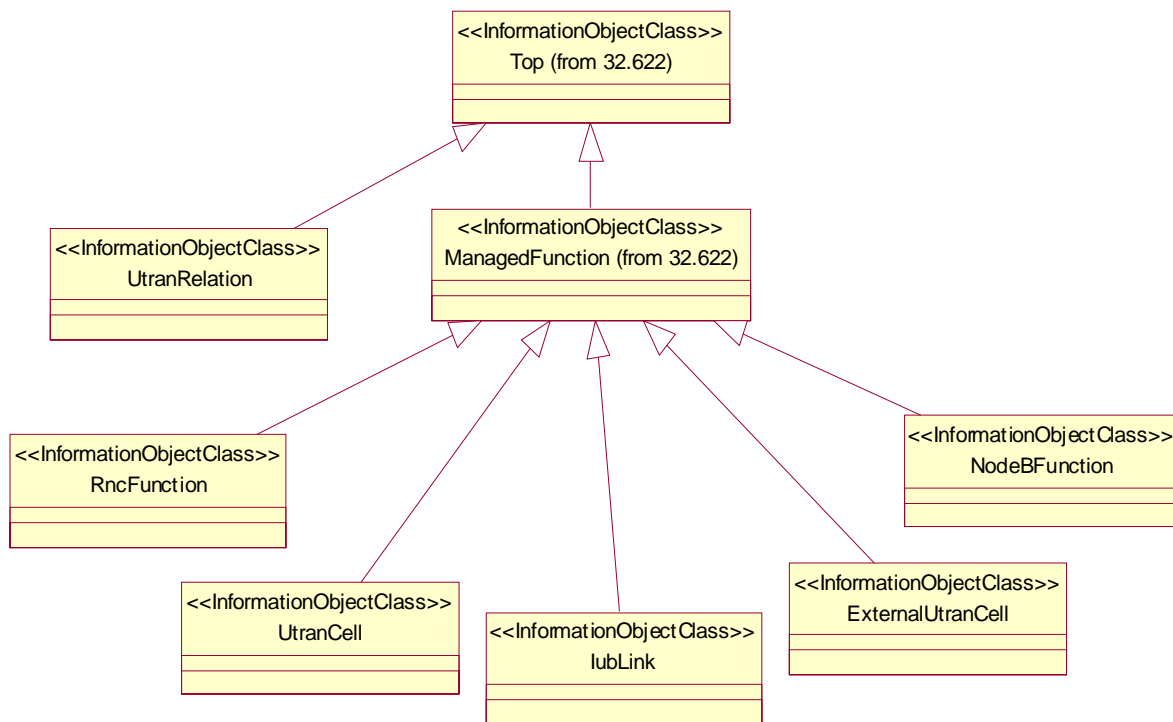 <<InformationObjectClass>>
Top (from 32.622)
<<InformationObjectClass>>
ManagedFunction (from 32.622)
<<InformationObjectClass>>
UtranRelation
<<InformationObjectClass>>
RncFunction
<<InformationObjectClass>>
NodeBFunction
<<InformationObjectClass>>
UtranCell
<<InformationObjectClass>>
IubLink
<<InformationObjectClass>>
ExternalUtranCell